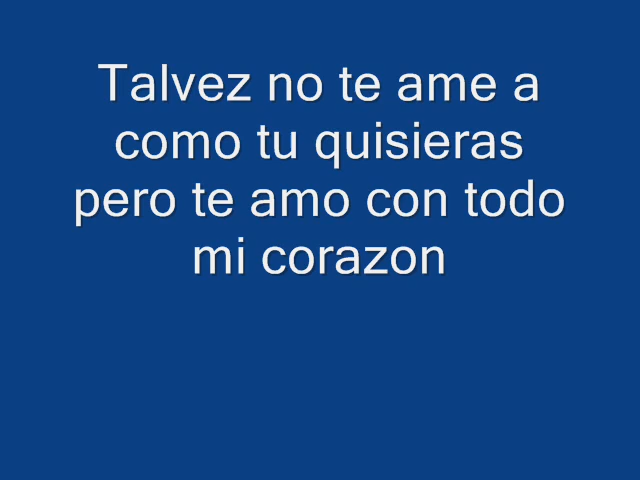 Talvez no te ame a
como tu quisieras
pero te amo con todo
mi corazon